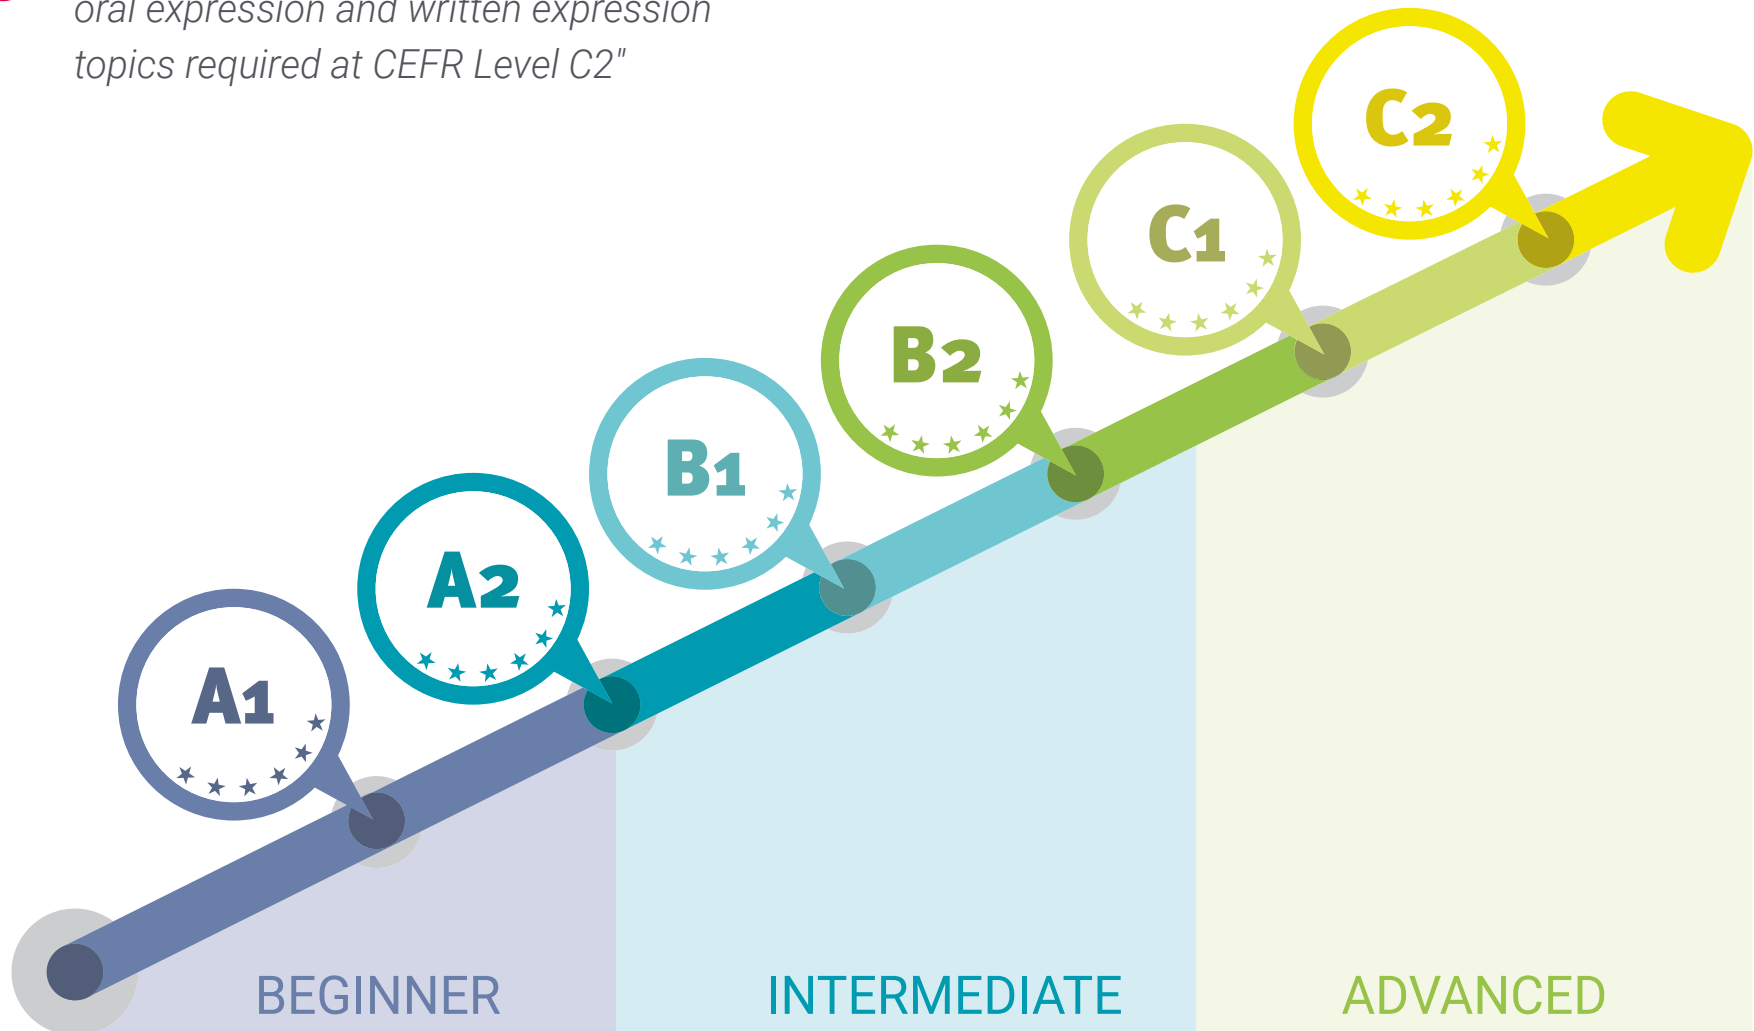 oral expression and written expression
topics required at CEFR Level C2"
C2
C1
B2
B1
A2
A1
BEGINNER INTERMEDIATE ADVANCED